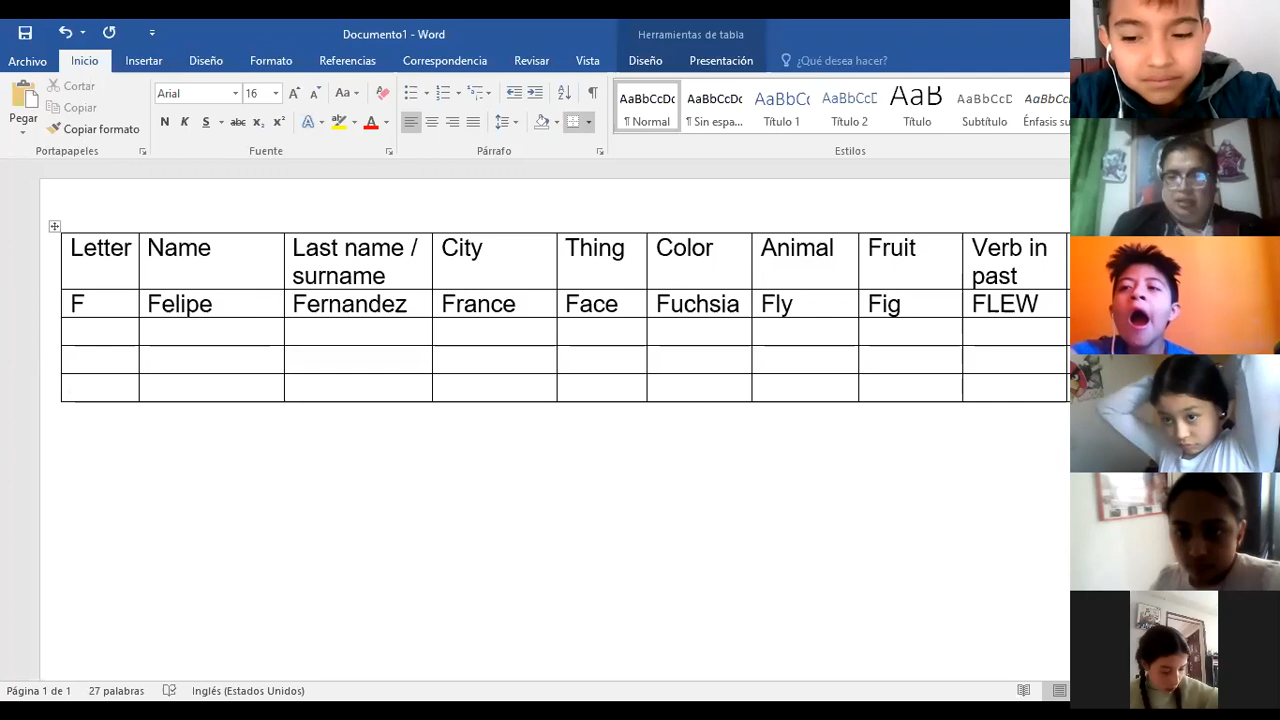 Documento1 - Word
Herramientas de tabla
Archivo Inicio Insertar Diseño Formato Referencias Correspondencia Revisar Vista Diseño Presentación ¿Qué desea hacer?
Cortar
Copiar
Copiar formato
Pegar
Arial 16 A A Aa
N K S abc x₂ x² A A
AaBbCcDc AaBbCcDc AaBbCc AaBbCcD AaB AaBbCcD AaBbCcDc
¶ Normal ¶ Sin espa... Título 1 Título 2 Título Subtítulo Énfasis su
Portapapeles Fuente Párrafo Estilos
Letter Name Last name / surname City Thing Color Animal Fruit Verb in past
F Felipe Fernandez France Face Fuchsia Fly Fig FLEW
Página 1 de 1 27 palabras Inglés (Estados Unidos)